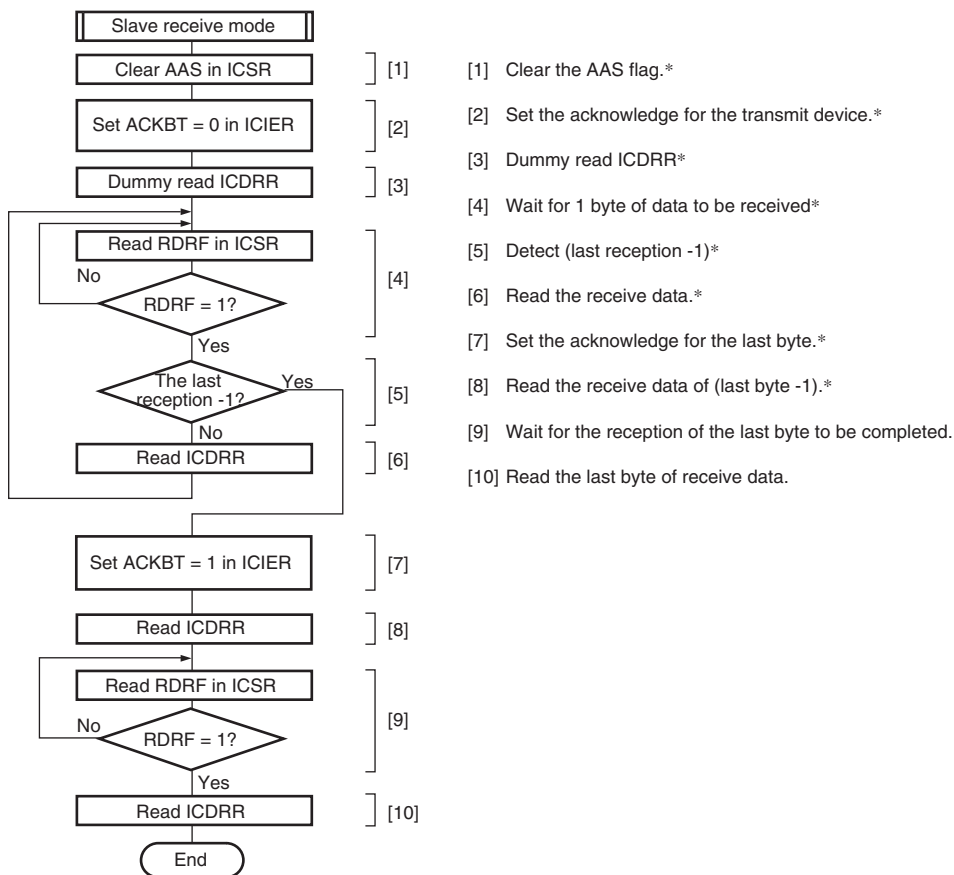 Slave receive mode
Clear AAS in ICSR
[1]
Set ACKBT = 0 in ICIER
[2]
Dummy read ICDRR
[3]
Read RDRF in ICSR
No
RDRF = 1?
[4]
Yes
The last
reception -1?
Yes
[5]
No
Read ICDRR
[6]
Set ACKBT = 1 in ICIER
[7]
Read ICDRR
[8]
Read RDRF in ICSR
No
RDRF = 1?
[9]
Yes
Read ICDRR
[10]
End
[1] Clear the AAS flag.*
[2] Set the acknowledge for the transmit device.*
[3] Dummy read ICDRR*
[4] Wait for 1 byte of data to be received*
[5] Detect (last reception -1)*
[6] Read the receive data.*
[7] Set the acknowledge for the last byte.*
[8] Read the receive data of (last byte -1).*
[9] Wait for the reception of the last byte to be completed.
[10] Read the last byte of receive data.